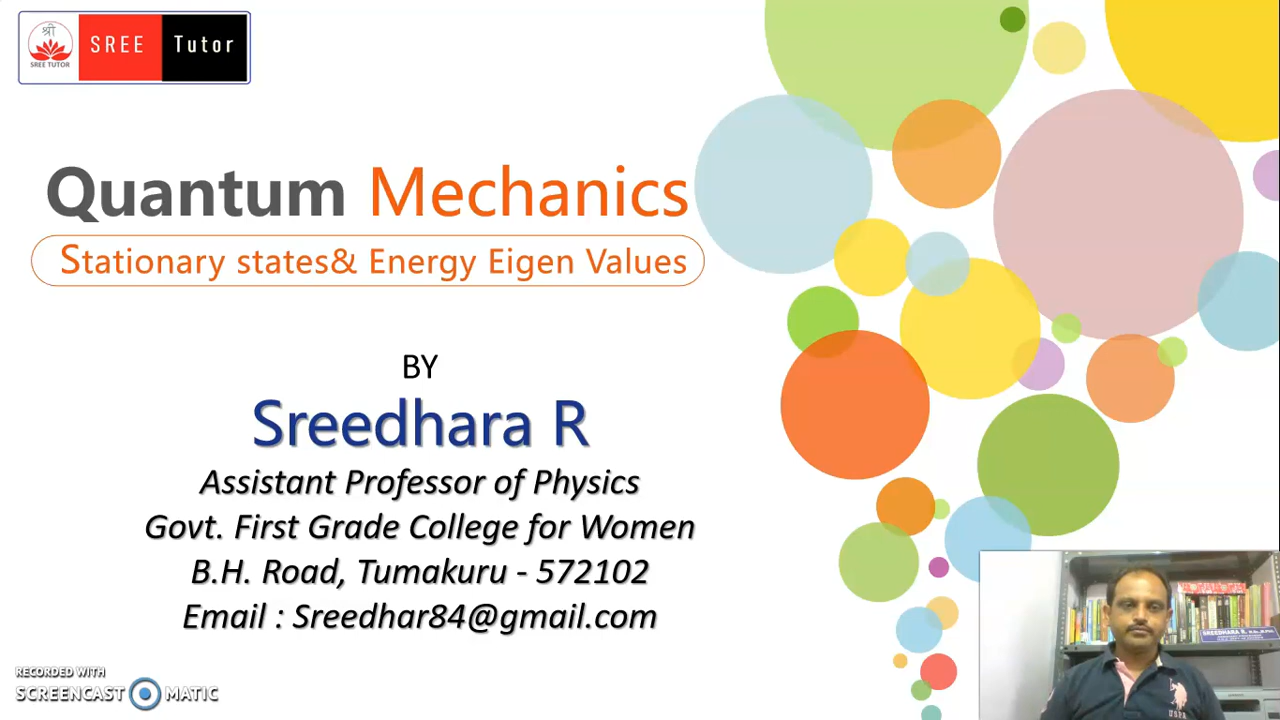 श्री
SREE TUTOR
SREE Tutor
Quantum Mechanics
Stationary states& Energy Eigen Values
BY
Sreedhara R
Assistant Professor of Physics
Govt. First Grade College for Women
B.H. Road, Tumakuru - 572102
Email : Sreedhar84@gmail.com
SREEDHARA R.
RECORDED WITH
SCREENCAST MATIC